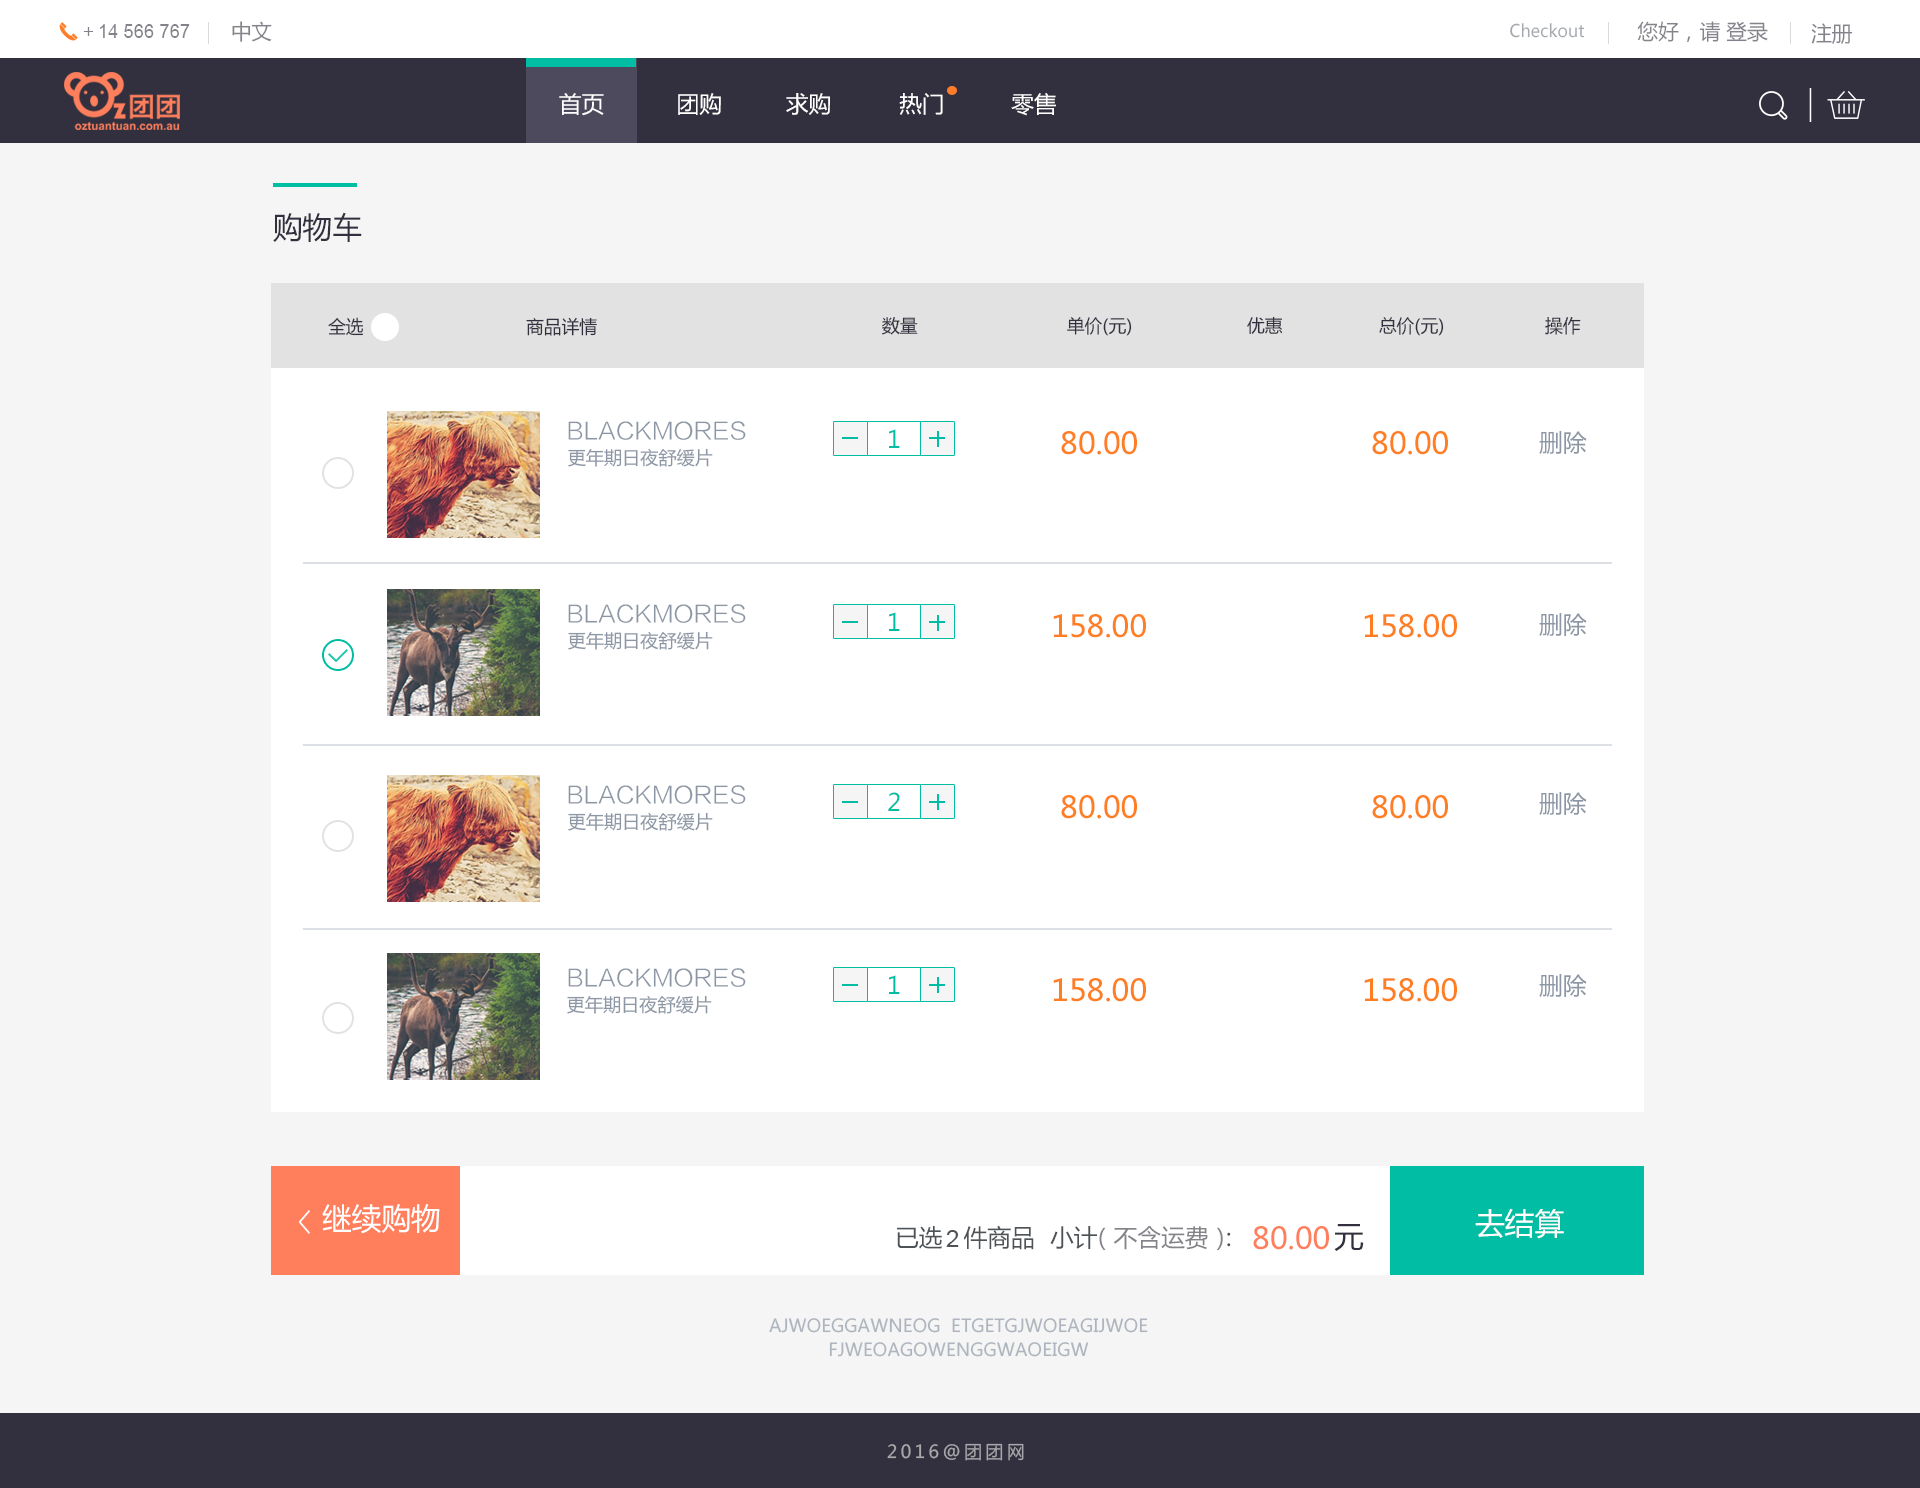 + 14 566 767 中文 Checkout 您好，请 登录 注册
OZ团团
oztuantuan.com.au
首页 团购 求购 热门 零售
购物车
全选 商品详情 数量 单价(元) 优惠 总价(元) 操作
BLACKMORES
更年期日夜舒缓片
1 80.00 80.00 删除
BLACKMORES
更年期日夜舒缓片
1 158.00 158.00 删除
BLACKMORES
更年期日夜舒缓片
2 80.00 80.00 删除
BLACKMORES
更年期日夜舒缓片
1 158.00 158.00 删除
继续购物
已选2件商品 小计( 不含运费 ): 80.00元
去结算
AJWOEGGAWNEOG ETGETGJWOEAGIJWOE
FJWEOAGOWENGGWAOEIGW
2016@团团网